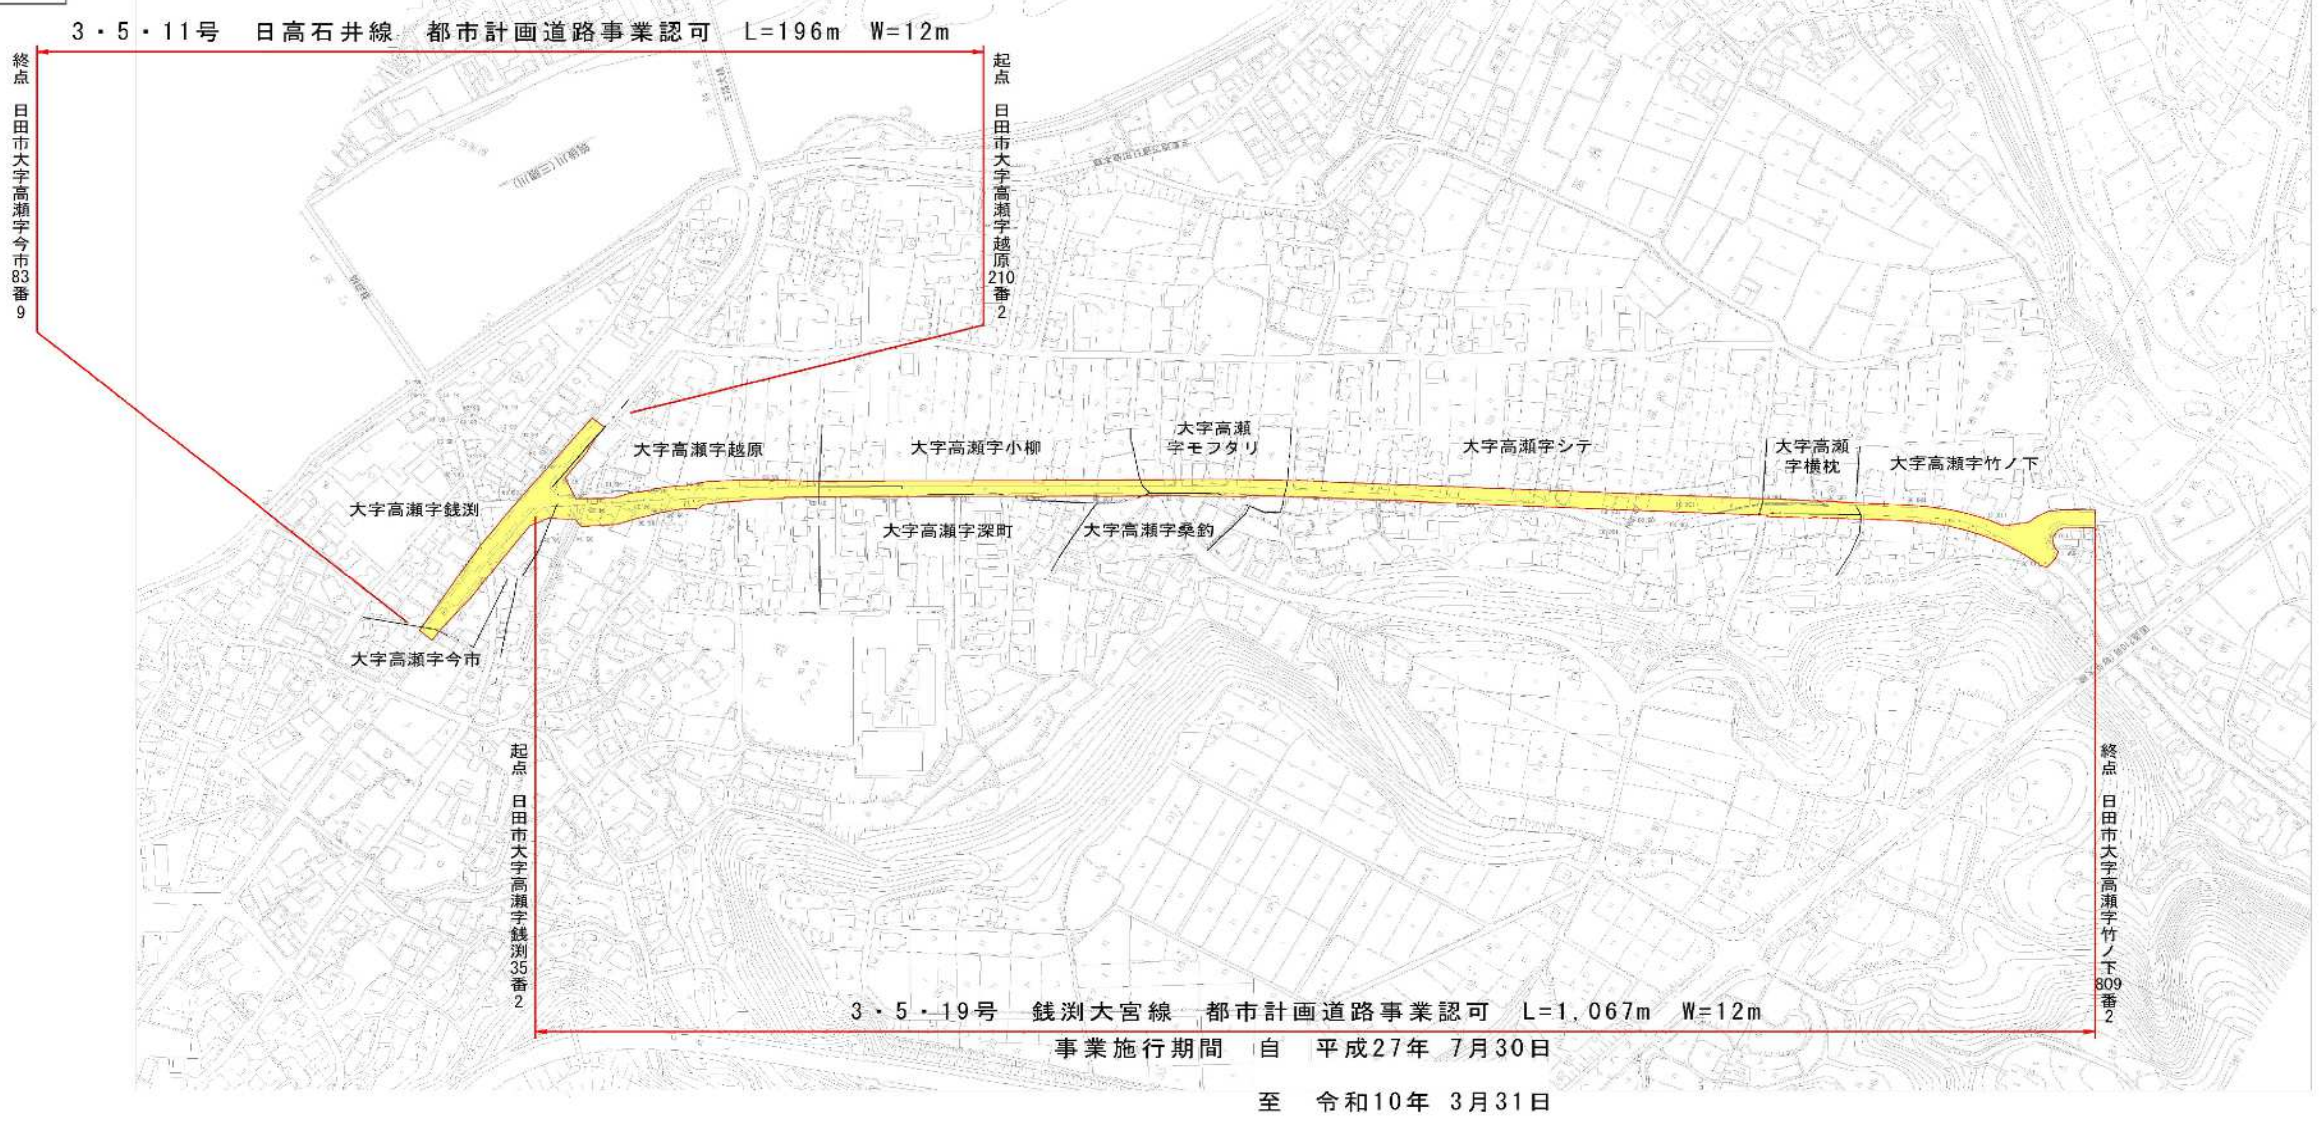 3・5・11号　日高石井線　都市計画道路事業認可　L=196m　W=12m
終点　日田市大字高瀬字今市83番9
起点　日田市大字高瀬字越原210番2
筑後川(三隈川)
大字高瀬字越原
大字高瀬字小柳
大字高瀬
字モフタリ
大字高瀬字シテ
大字高瀬
字横枕
大字高瀬字竹ノ下
大字高瀬字銭渕
大字高瀬字深町
大字高瀬字桑釣
大字高瀬字今市
起点　日田市大字高瀬字銭渕35番2
終点　日田市大字高瀬字竹ノ下809番2
3・5・19号　銭渕大宮線　都市計画道路事業認可　L=1,067m　W=12m
事業施行期間　自　平成27年 7月30日
至　令和10年 3月31日